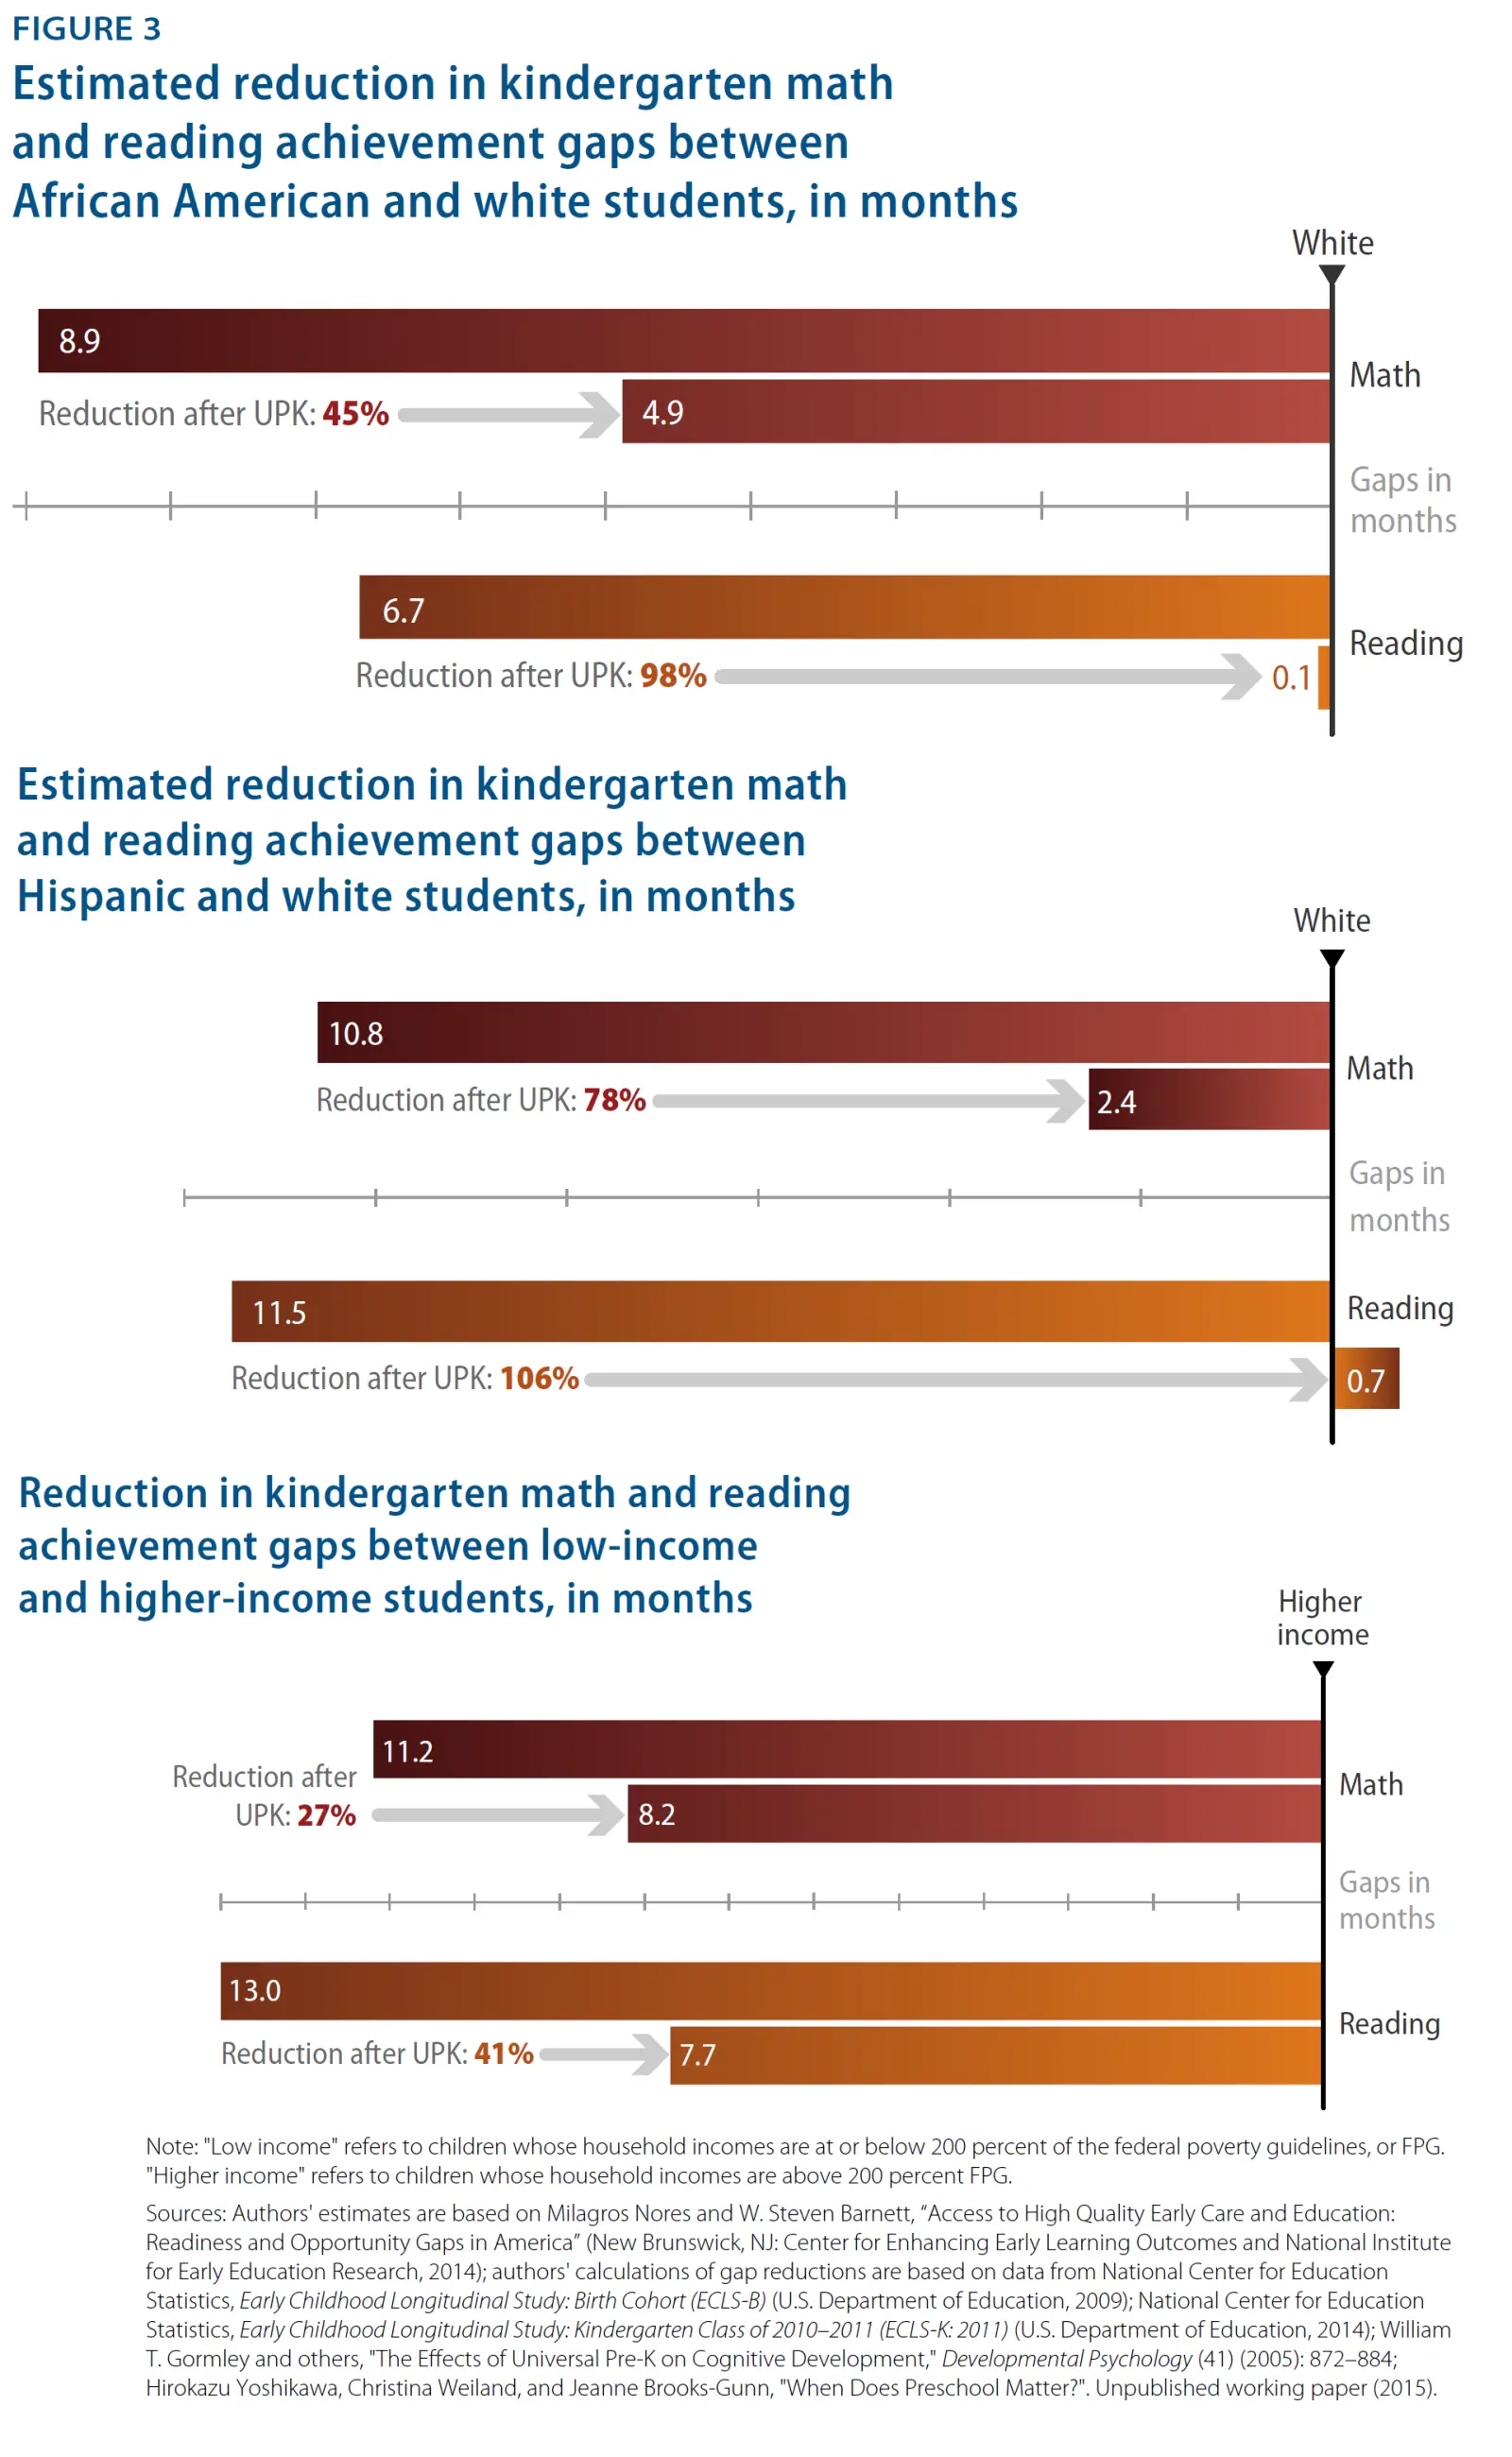 FIGURE 3
Estimated reduction in kindergarten math
and reading achievement gaps between
African American and white students, in months
White
8.9
Math
Reduction after UPK: 45%
4.9
Gaps in
months
6.7
Reading
Reduction after UPK: 98%
0.1
Estimated reduction in kindergarten math
and reading achievement gaps between
Hispanic and white students, in months
White
10.8
Math
Reduction after UPK: 78%
2.4
Gaps in
months
11.5
Reading
Reduction after UPK: 106%
0.7
Reduction in kindergarten math and reading
achievement gaps between low-income
and higher-income students, in months
Higher
income
11.2
Reduction after
UPK: 27%
Math
8.2
Gaps in
months
13.0
Reading
Reduction after UPK: 41%
7.7
Note: "Low income" refers to children whose household incomes are at or below 200 percent of the federal poverty guidelines, or FPG.
"Higher income" refers to children whose household incomes are above 200 percent FPG.
Sources: Authors' estimates are based on Milagros Nores and W. Steven Barnett, “Access to High Quality Early Care and Education:
Readiness and Opportunity Gaps in America” (New Brunswick, NJ: Center for Enhancing Early Learning Outcomes and National Institute
for Early Education Research, 2014); authors' calculations of gap reductions are based on data from National Center for Education
Statistics, Early Childhood Longitudinal Study: Birth Cohort (ECLS-B) (U.S. Department of Education, 2009); National Center for Education
Statistics, Early Childhood Longitudinal Study: Kindergarten Class of 2010–2011 (ECLS-K: 2011) (U.S. Department of Education, 2014); William
T. Gormley and others, "The Effects of Universal Pre-K on Cognitive Development," Developmental Psychology (41) (2005): 872–884;
Hirokazu Yoshikawa, Christina Weiland, and Jeanne Brooks-Gunn, "When Does Preschool Matter?". Unpublished working paper (2015).